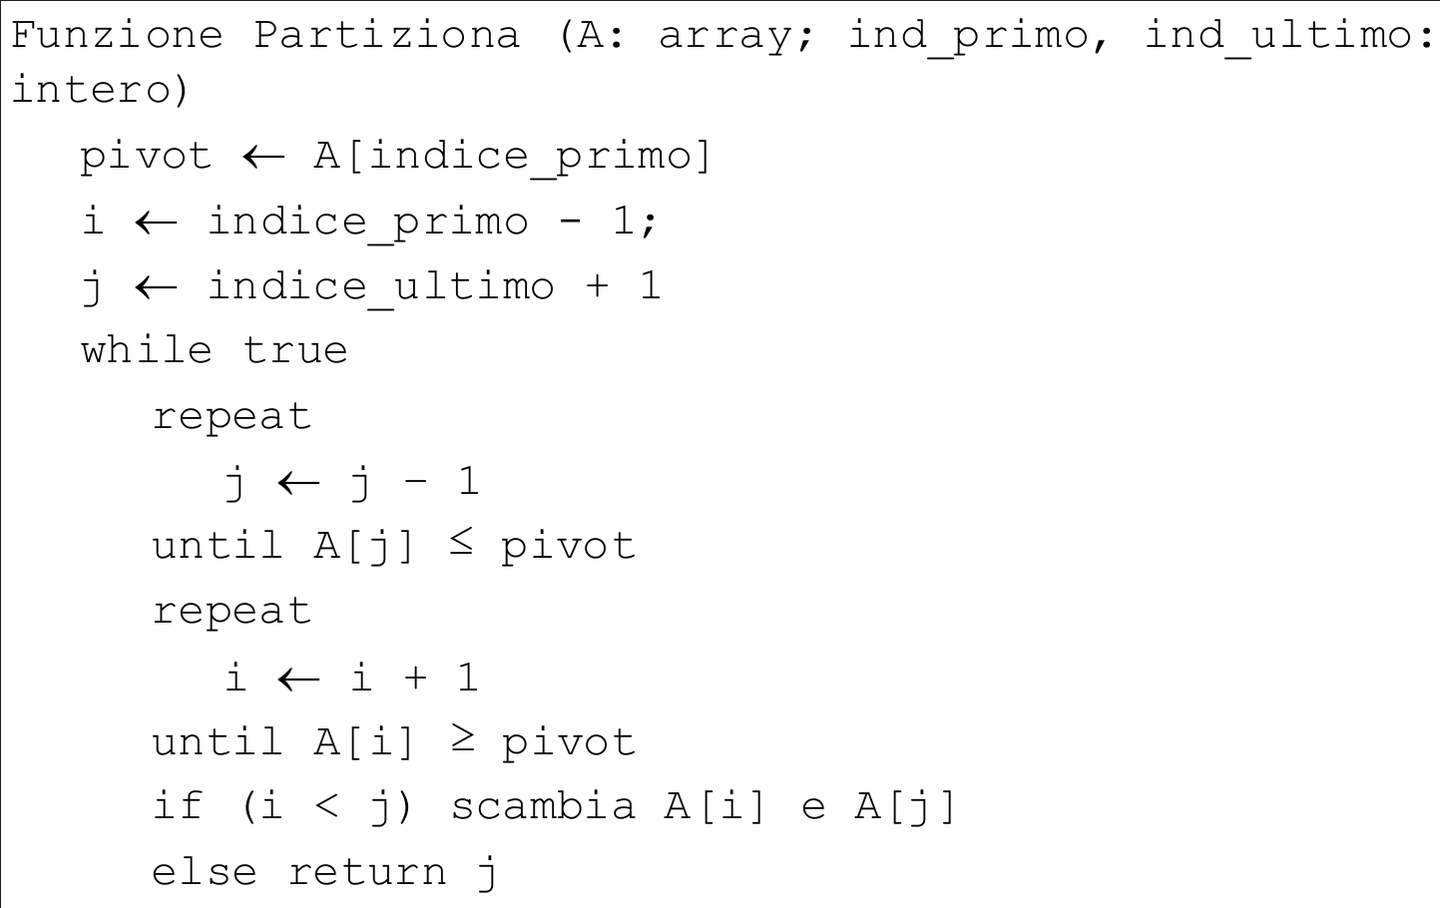 Funzione Partiziona (A: array; ind_primo, ind_ultimo:
intero)
pivot ← A[indice_primo]
i ← indice_primo - 1;
j ← indice_ultimo + 1
while true
repeat
j ← j - 1
until A[j] ≤ pivot
repeat
i ← i + 1
until A[i] ≥ pivot
if (i < j) scambia A[i] e A[j]
else return j